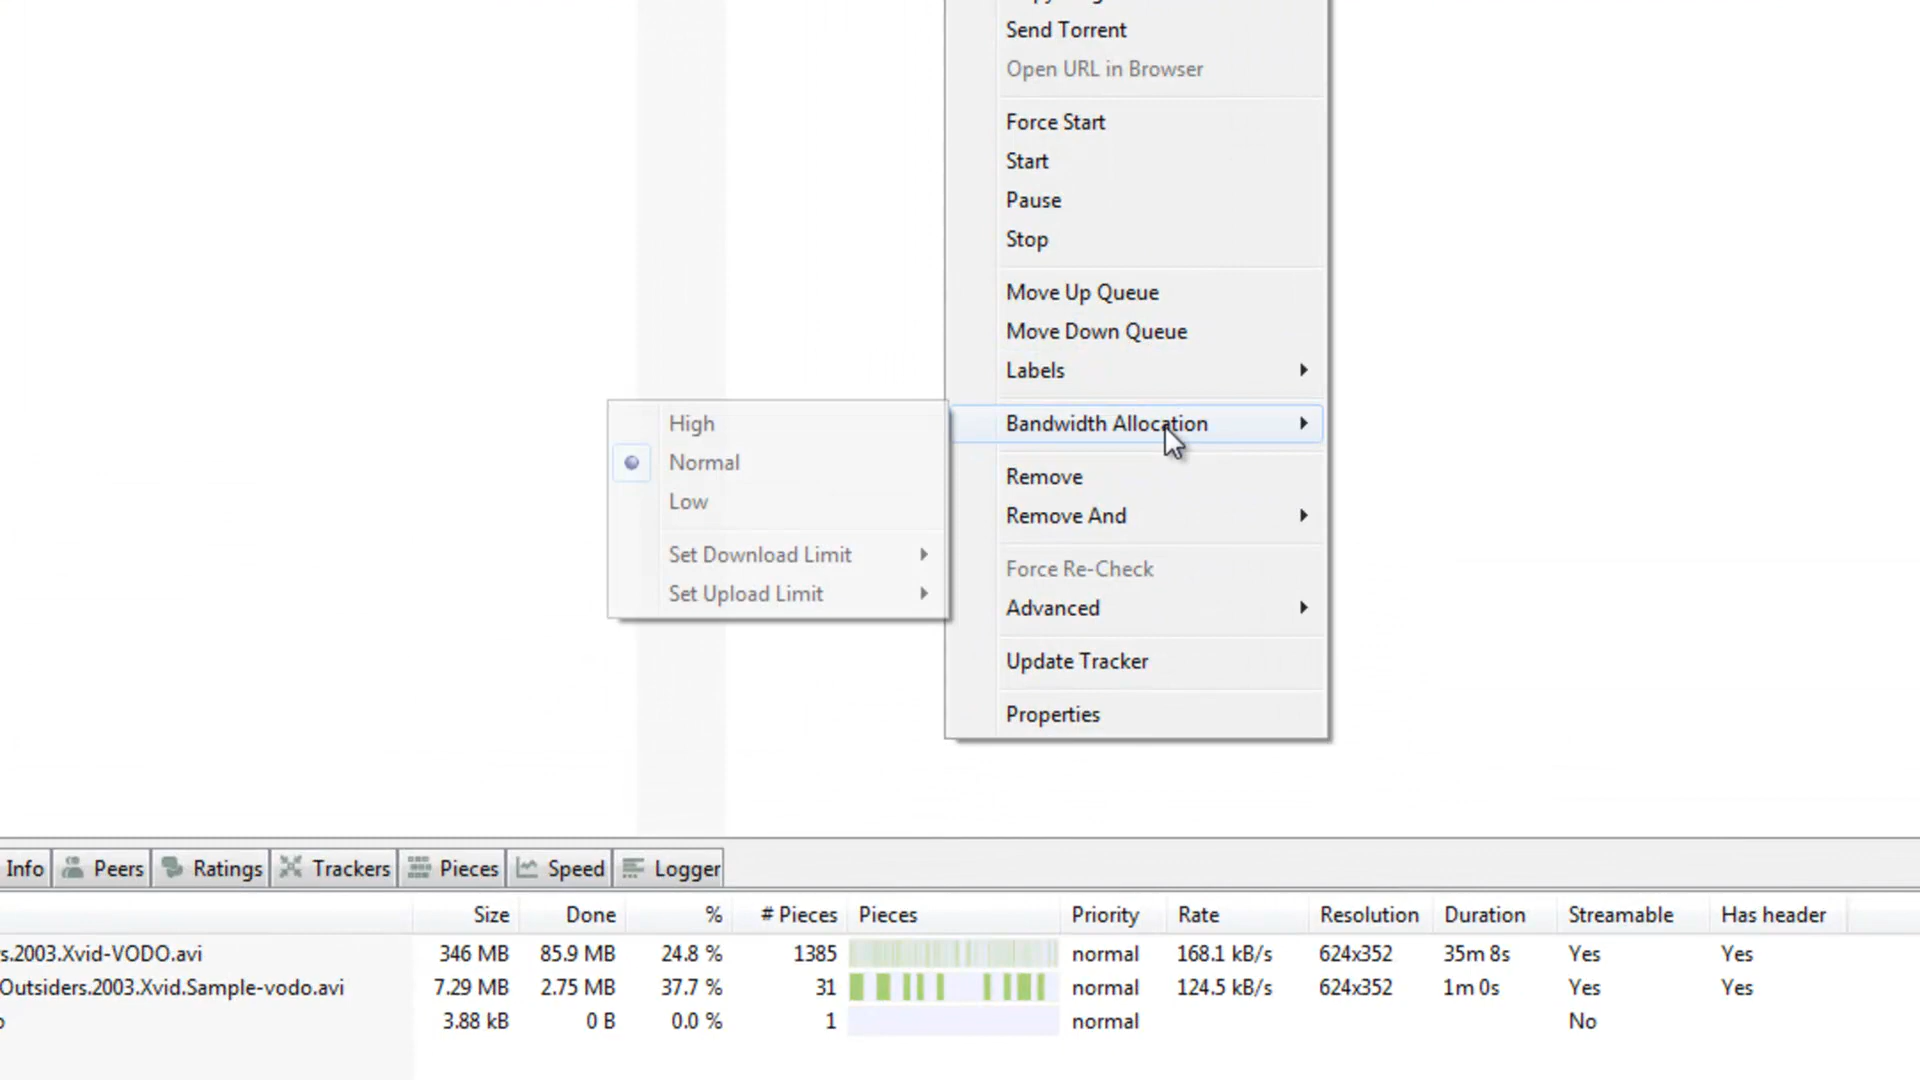 Send Torrent
Open URL in Browser
Force Start
Start
Pause
Stop
Move Up Queue
Move Down Queue
Labels
Bandwidth Allocation
High
Normal
Low
Set Download Limit
Set Upload Limit
Remove
Remove And
Force Re-Check
Advanced
Update Tracker
Properties
Info Peers Ratings Trackers Pieces Speed Logger
Size Done % # Pieces Pieces Priority Rate Resolution Duration Streamable Has header
s.2003.Xvid-VODO.avi 346 MB 85.9 MB 24.8 % 1385 normal 168.1 kB/s 624x352 35m 8s Yes Yes
Outsiders.2003.Xvid.Sample-vodo.avi 7.29 MB 2.75 MB 37.7 % 31 normal 124.5 kB/s 624x352 1m 0s Yes Yes
3.88 kB 0 B 0.0 % 1 normal No